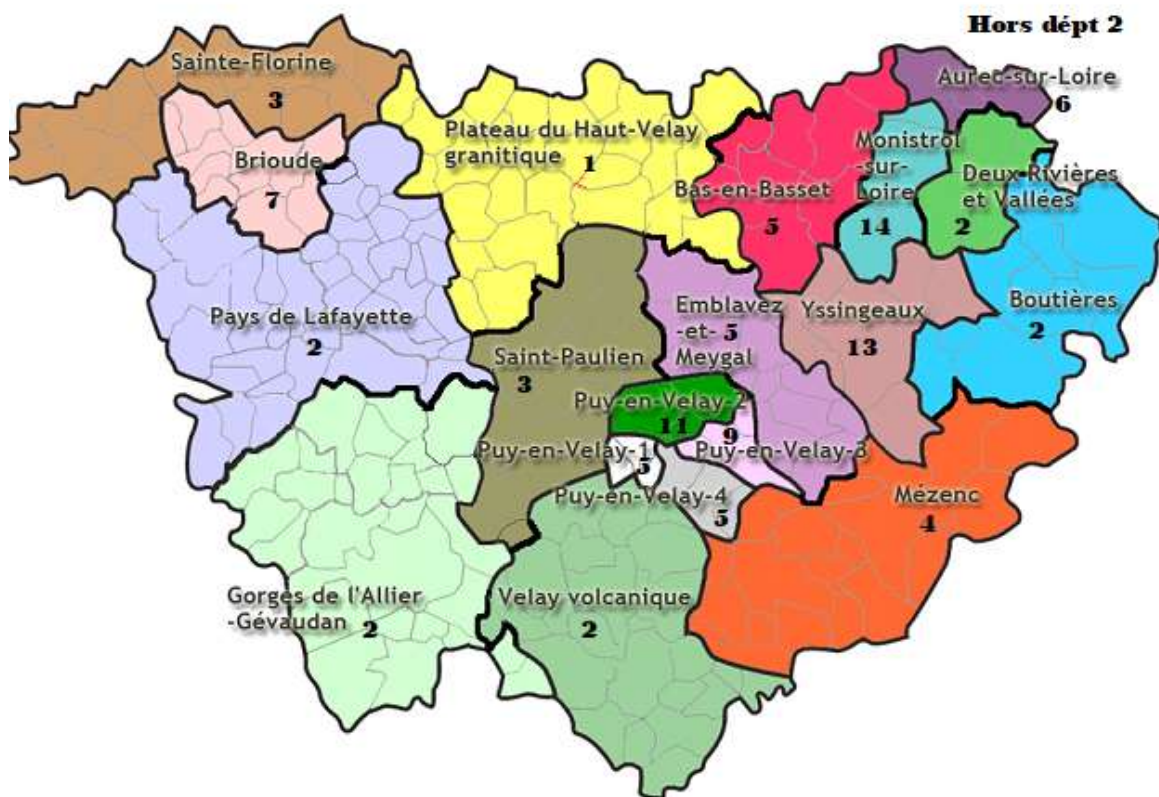 Hors dépt 2
Sainte-Florine
3
Aurec-sur-Loire
6
Brioude
7
Plateau du Haut-Velay
granitique
1
Monistrol
-sur-
Loire
14
Bas-en-Basset
5
Deux Rivières
et Vallées
2
Pays de Lafayette
2
Emblavez
-et-
Meygal
5
Yssingeaux
13
Boutières
2
Saint-Paulien
3
Puy-en-Velay-2
11
Puy-en-Velay-1
5
9
Puy-en-Velay-3
Puy-en-Velay-4
5
Mézenc
4
Gorges de l'Allier
-Gévaudan
2
Velay volcanique
2